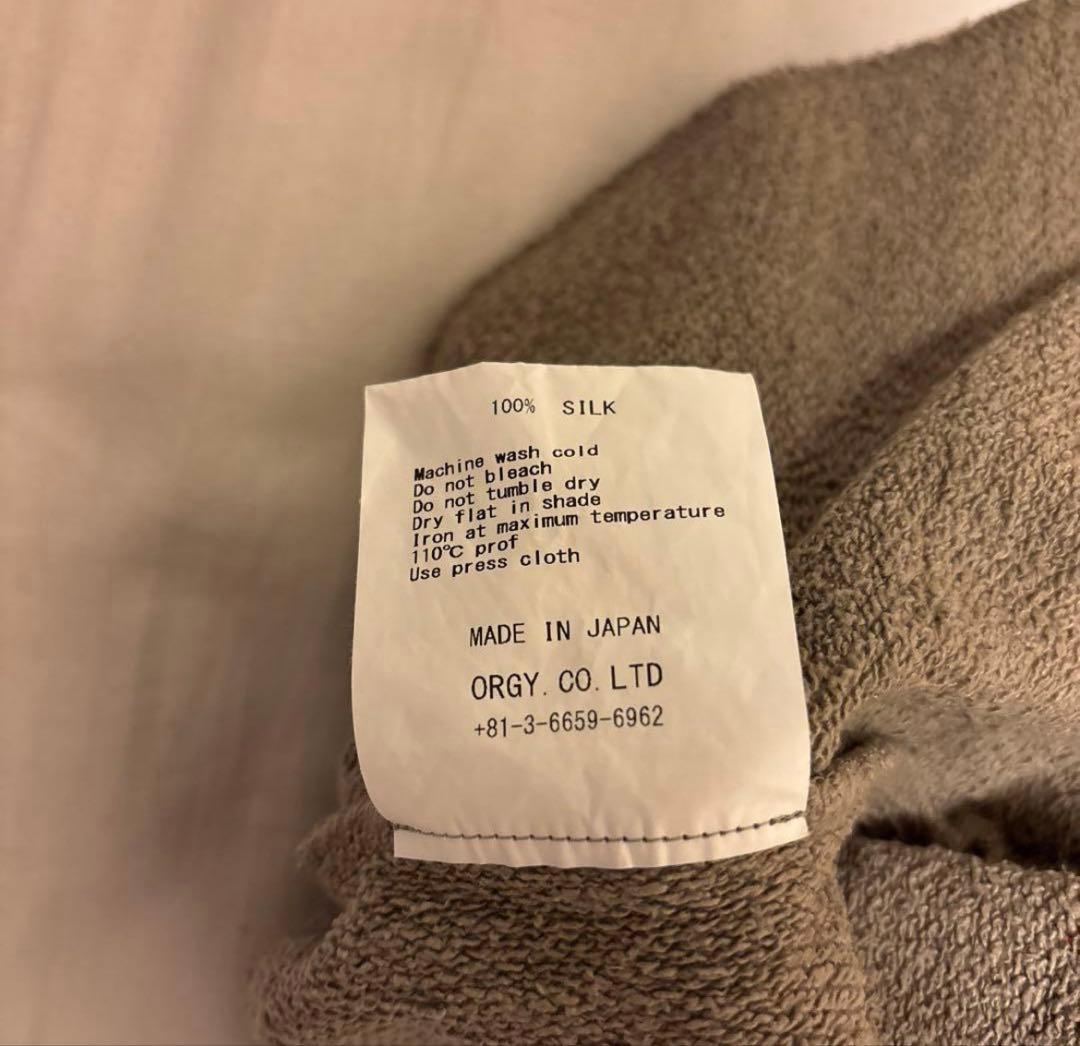 100% SILK
Machine wash cold
Do not bleach
Do not tumble dry
Dry flat in shade
Iron at maximum temperature
110℃ prof
Use press cloth
MADE IN JAPAN
ORGY. CO. LTD
+81-3-6659-6962